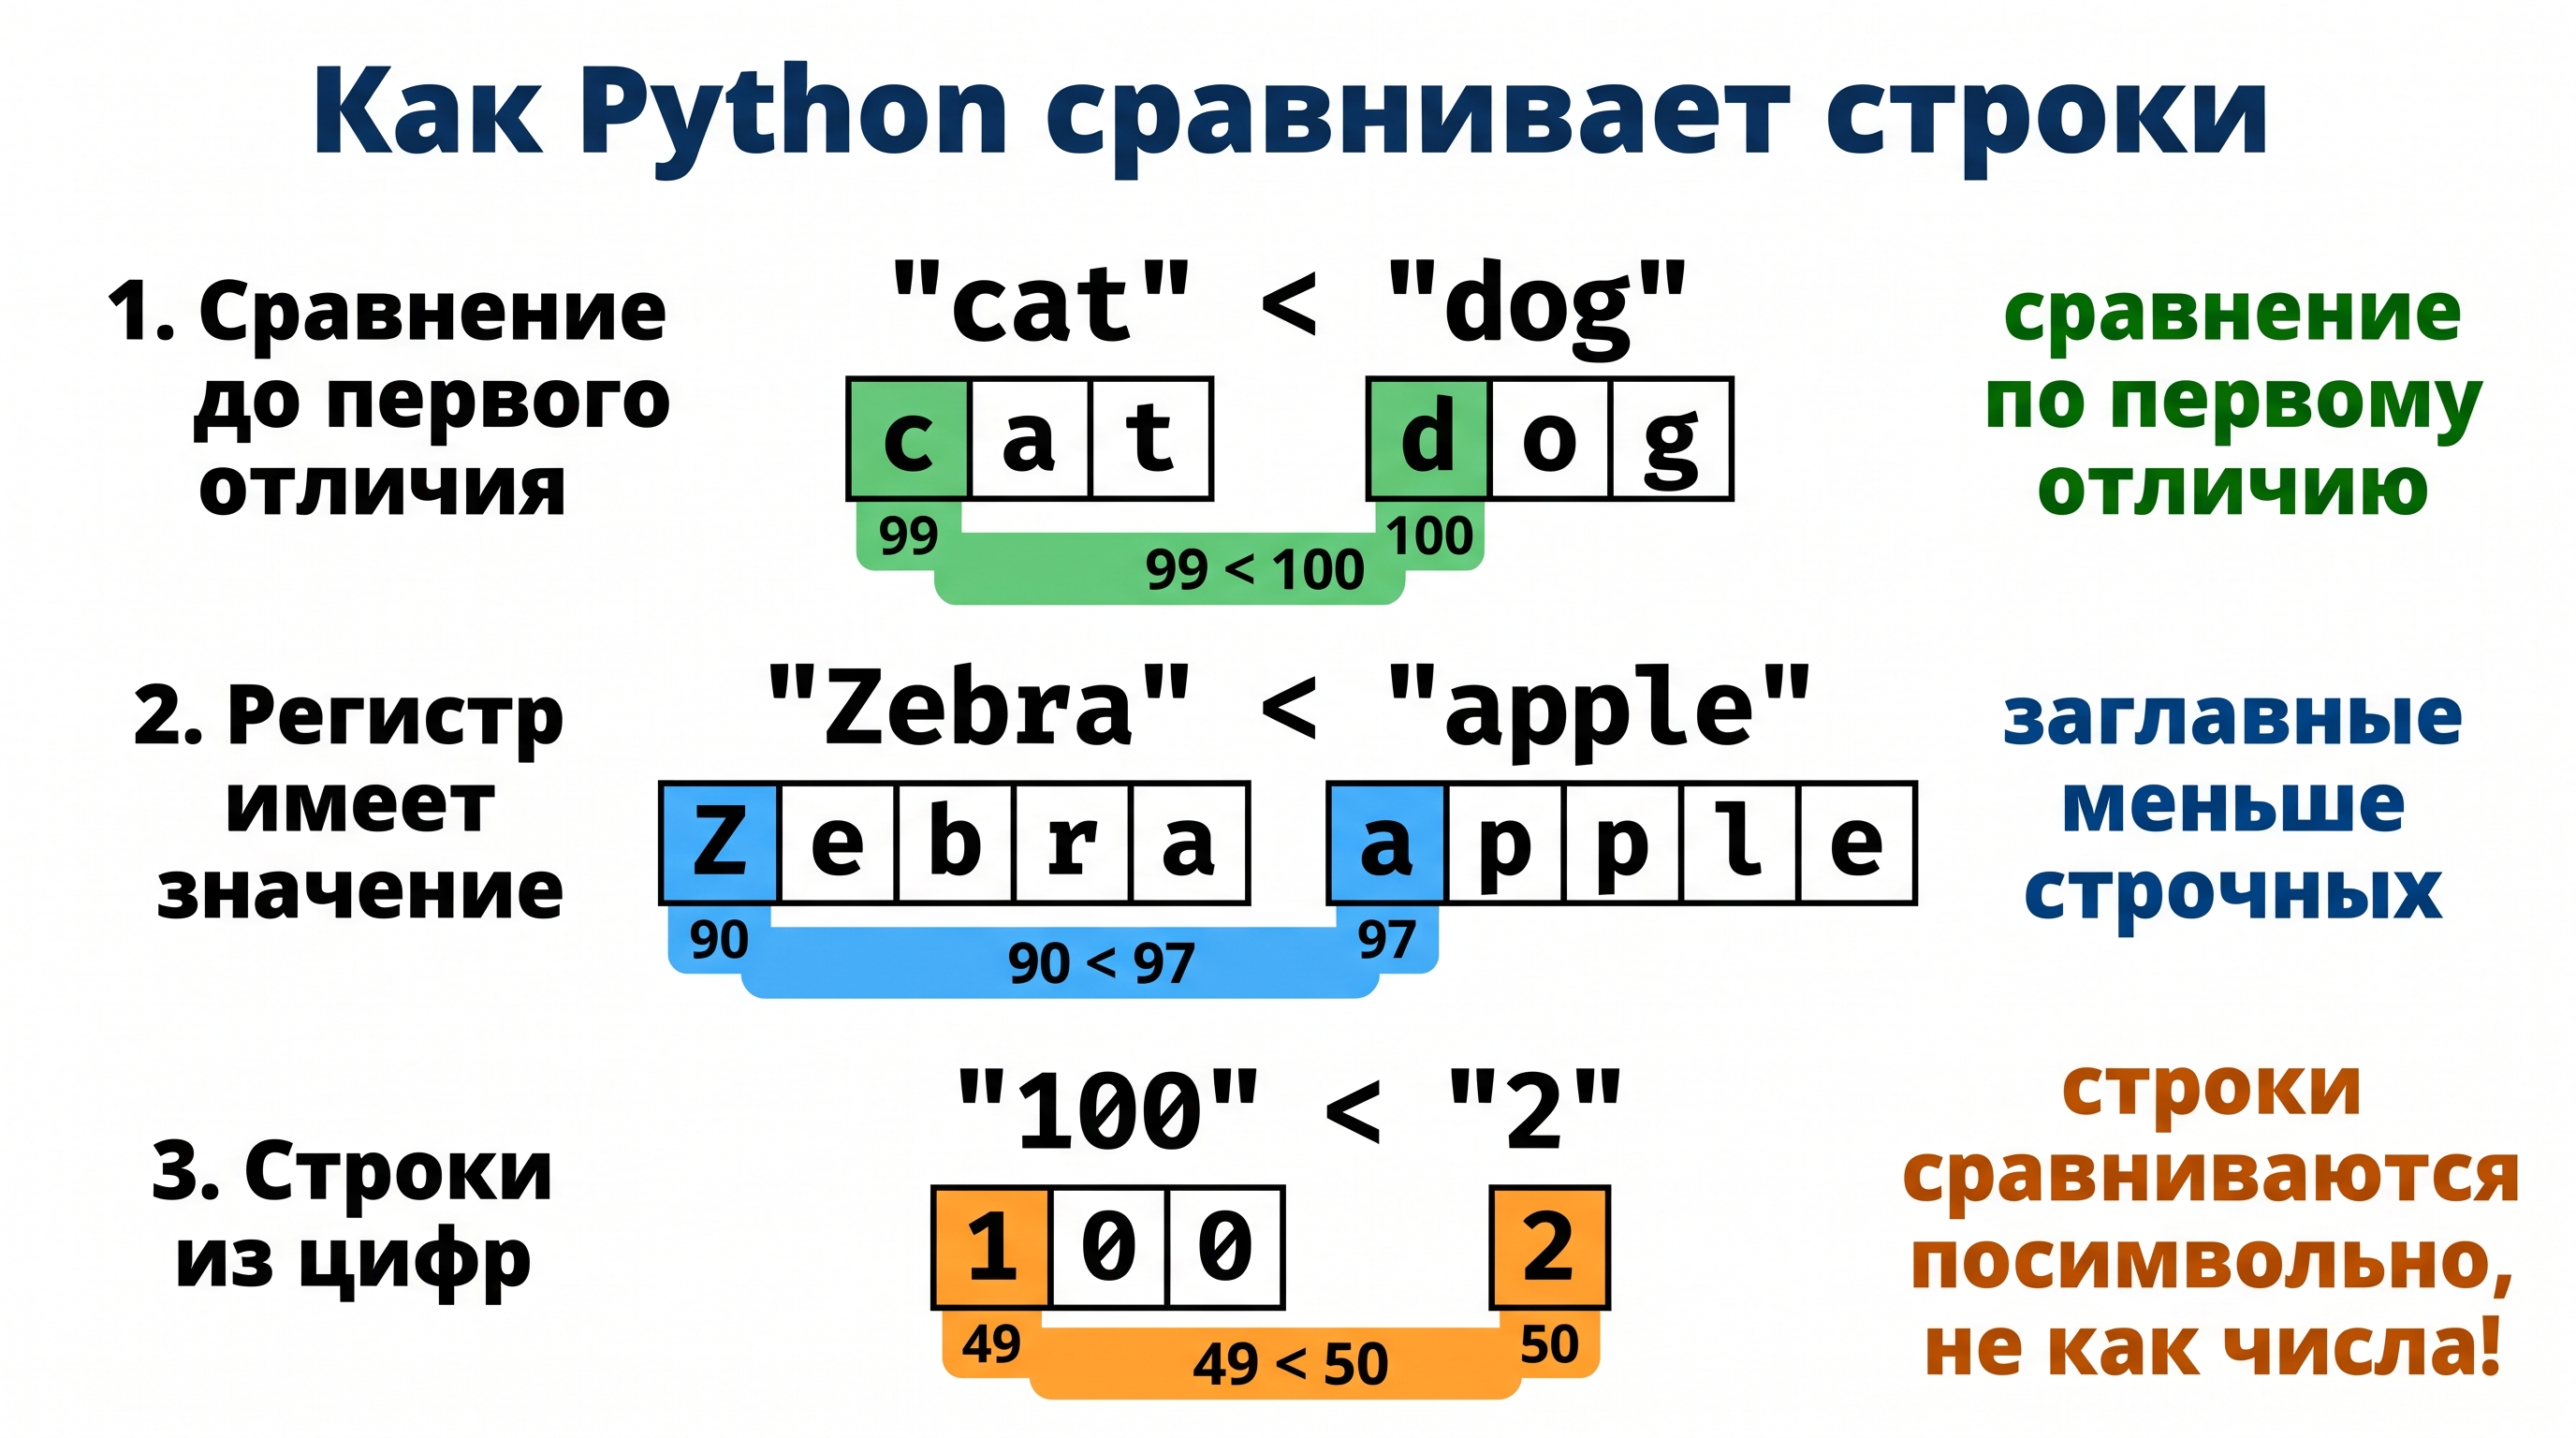 Как Python сравнивает строки
1. Сравнение
до первого
отличия
"cat" < "dog"
c a t d o g
99 100
99 < 100
сравнение
по первому
отличию
2. Регистр
имеет
значение
"Zebra" < "apple"
Z e b r a a p p l e
90 97
90 < 97
заглавные
меньше
строчных
3. Строки
из цифр
"100" < "2"
1 0 0 2
49 50
49 < 50
строки
сравниваются
посимвольно,
не как числа!